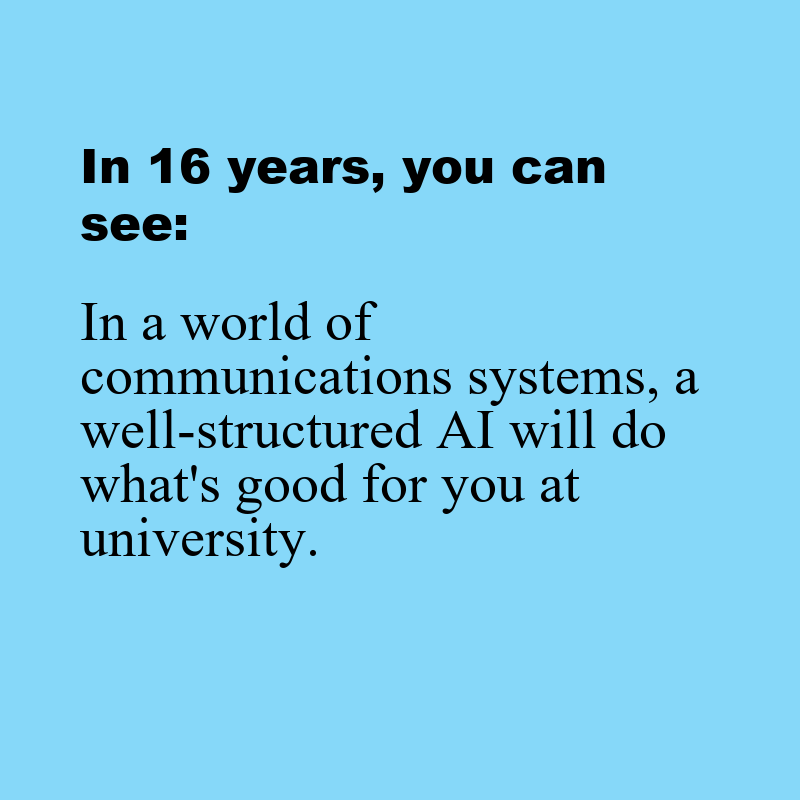 In 16 years, you can
see:
In a world of
communications systems, a
well-structured AI will do
what's good for you at
university.